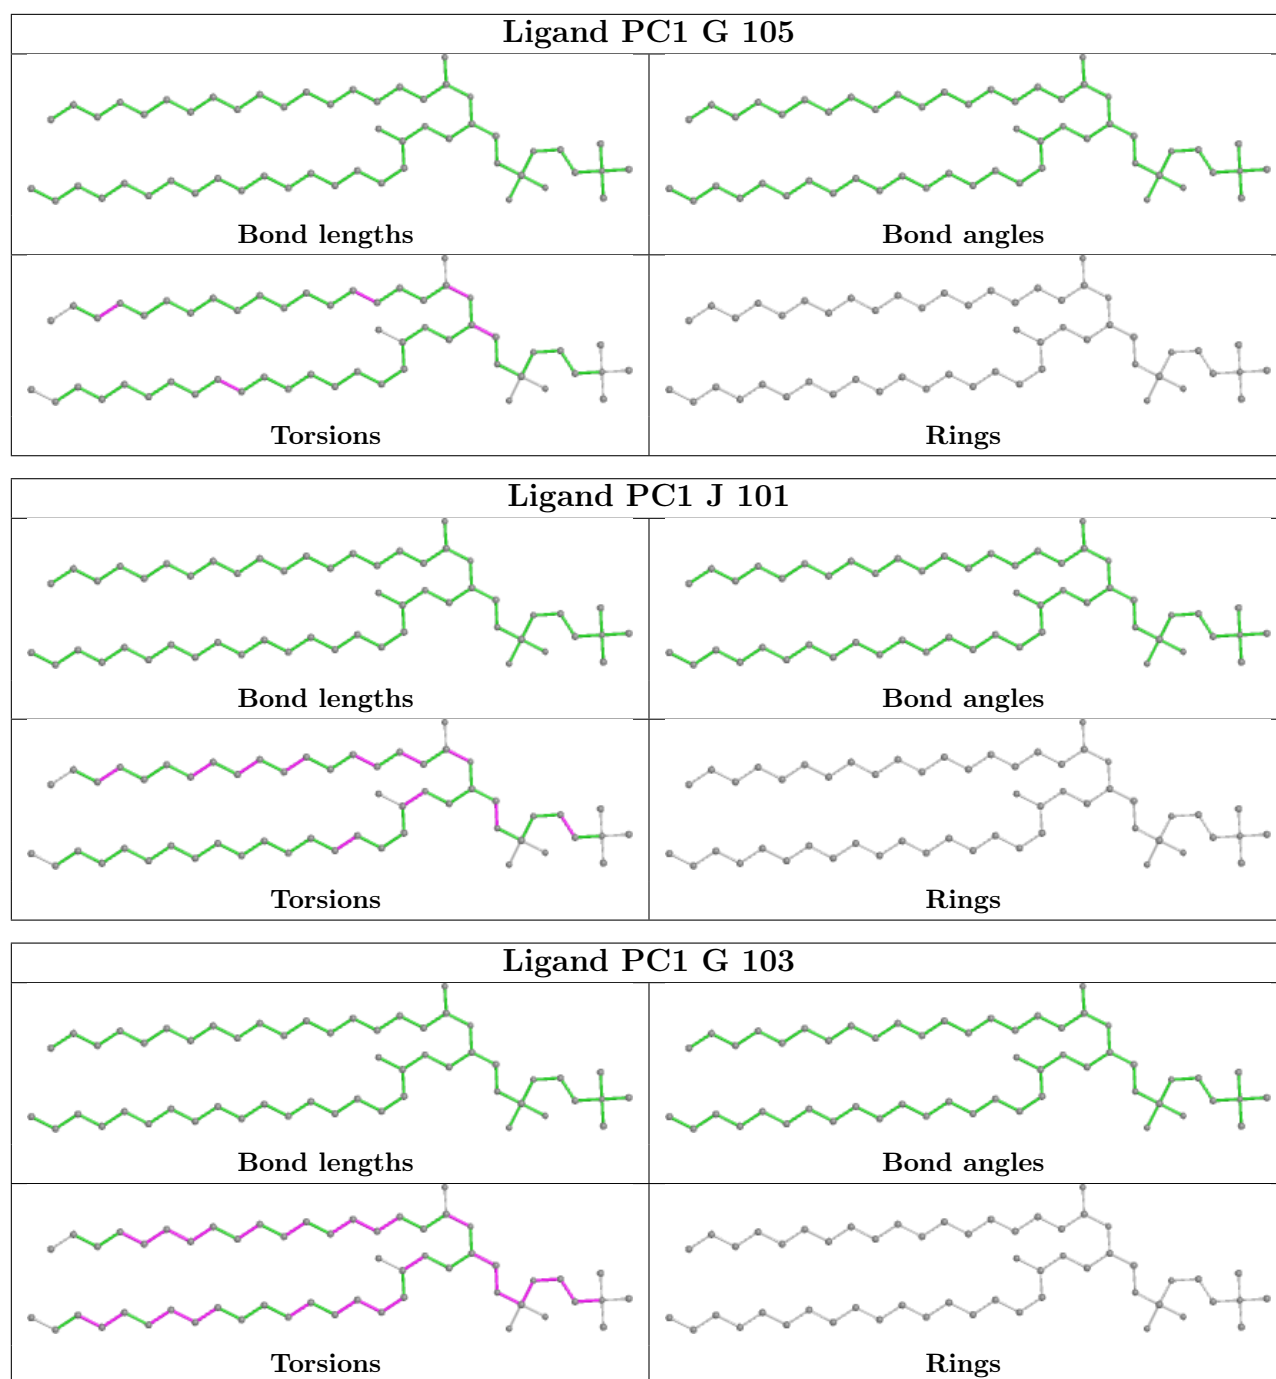 Ligand PC1 G 105
Bond lengths
Bond angles
Torsions
Rings
Ligand PC1 J 101
Bond lengths
Bond angles
Torsions
Rings
Ligand PC1 G 103
Bond lengths
Bond angles
Torsions
Rings